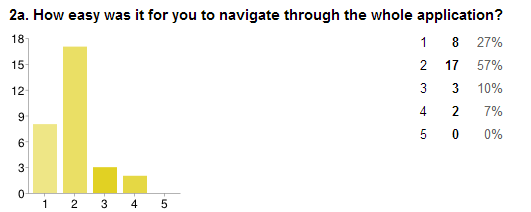 2a. How easy was it for you to navigate through the whole application?
18
15
12
9
6
3
0
1 2 3 4 5
1 8 27%
2 17 57%
3 3 10%
4 2 7%
5 0 0%